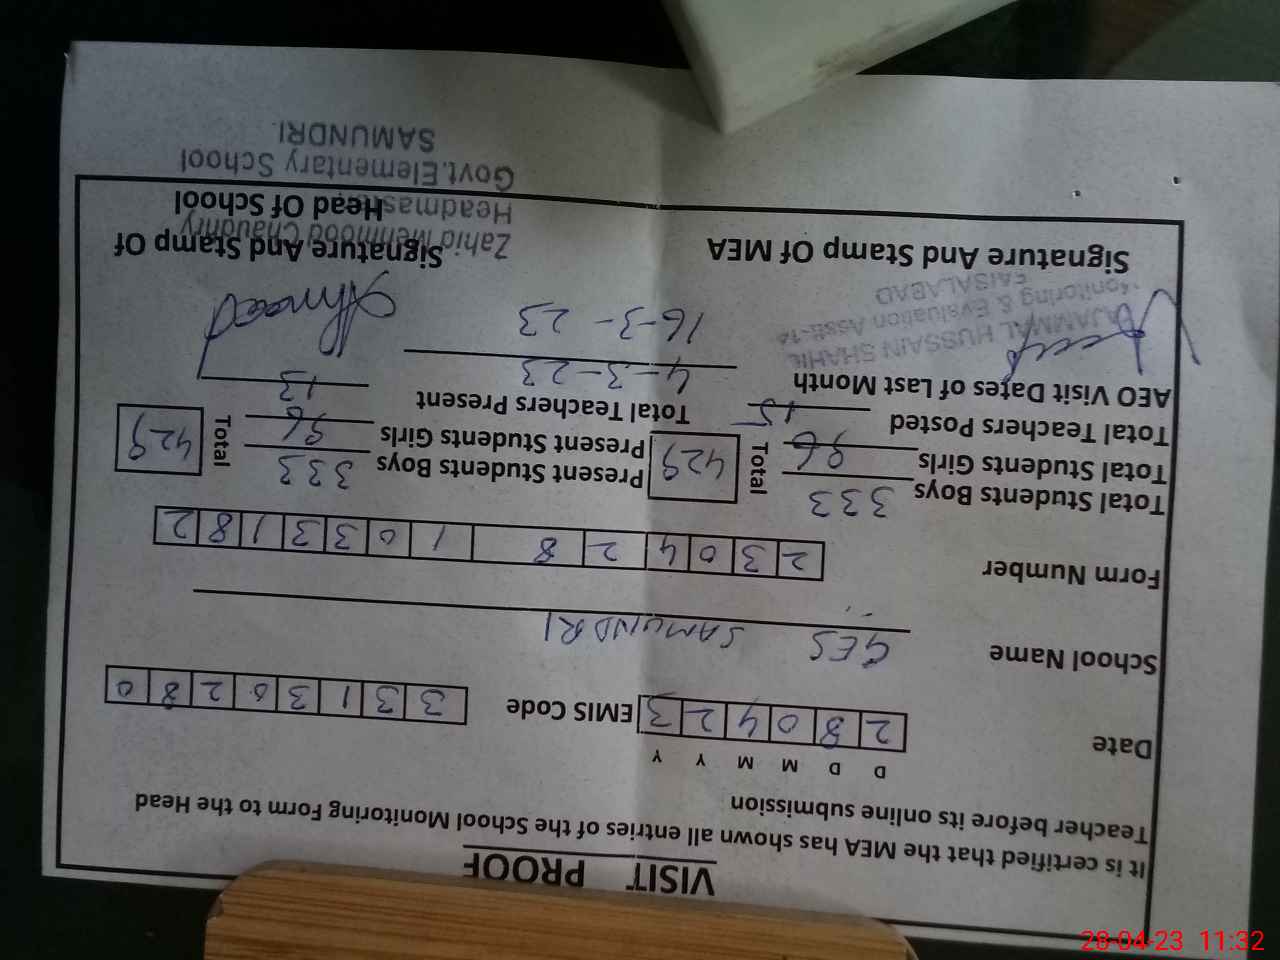 VISIT PROOF
It is certified that the MEA has shown all entries of the School Monitoring Form to the Head
Teacher before its online submission
D D M M Y Y
Date 2 8 0 4 2 3 EMIS Code 3 3 1 3 0 2 8 0
School Name GES SAMUNDRI
Form Number 2 3 0 4 2 8 1 0 3 3 1 8 2
Total Students Boys 333 Total 429 Present Students Boys 333 Total 429
Total Students Girls 96 Present Students Girls 96
Total Teachers Posted 15 Total Teachers Present 13
AEO Visit Dates of Last Month 4-3-23
16-3-23
HUSSAIN
Monitoring & Evaluation Asstt-14
FAISALABAD
Signature And Stamp Of MEA
Signature And Stamp Of
Head Of School
Zahid Mehmood Chaudhry
Headmaster
Govt.Elementary School
SAMUNDRI
28-04-23 11:32